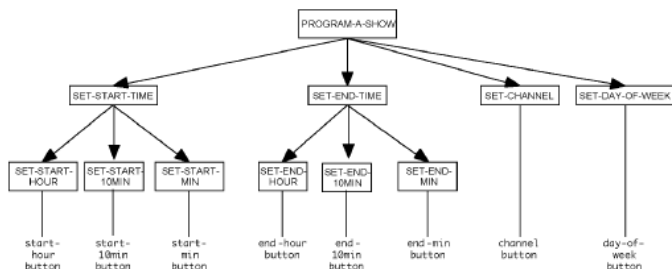 PROGRAM-A-SHOW
SET-START-TIME
SET-END-TIME
SET-CHANNEL
SET-DAY-OF-WEEK
SET-START-
HOUR
SET-START-
10MIN
SET-START-
MIN
SET-END-
HOUR
SET-END-
10MIN
SET-END-
MIN
start-
hour
button
start-
10min
button
start-
min
button
end-hour
button
end-
10min
button
end-min
button
channel
button
day-of-
week
button